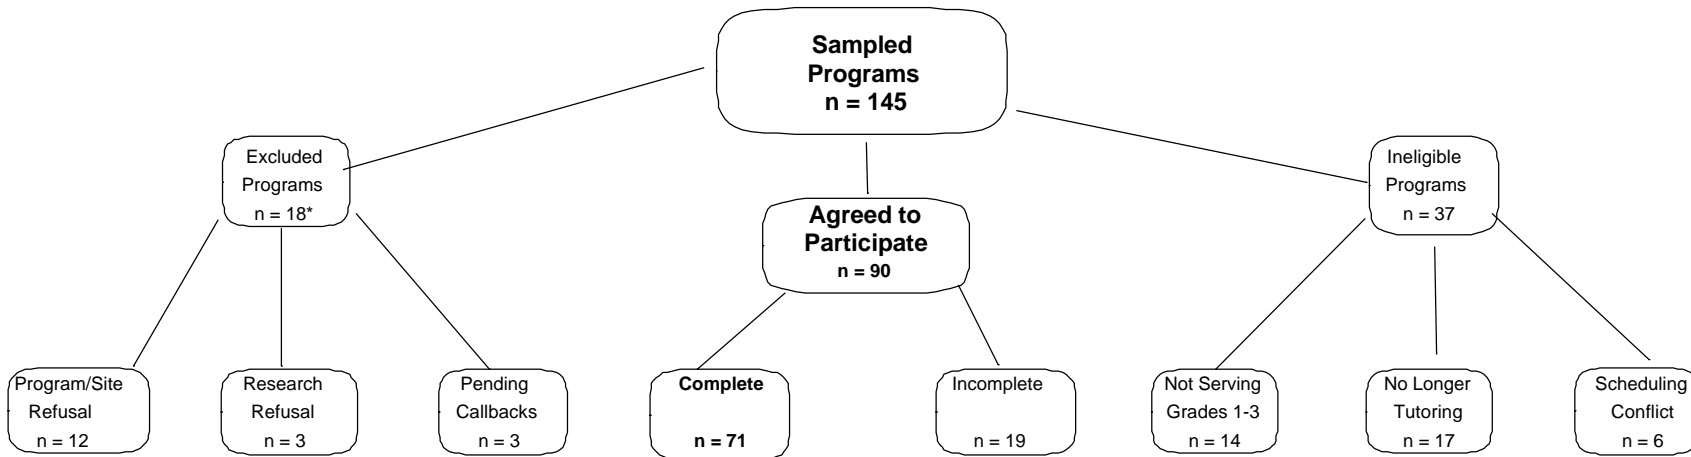 Sampled
Programs
n = 145
Excluded
Programs
n = 18*
Agreed to
Participate
n = 90
Ineligible
Programs
n = 37
Program/Site
Refusal
n = 12
Research
Refusal
n = 3
Pending
Callbacks
n = 3
Complete
n = 71
Incomplete
n = 19
Not Serving
Grades 1-3
n = 14
No Longer
Tutoring
n = 17
Scheduling
Conflict
n = 6